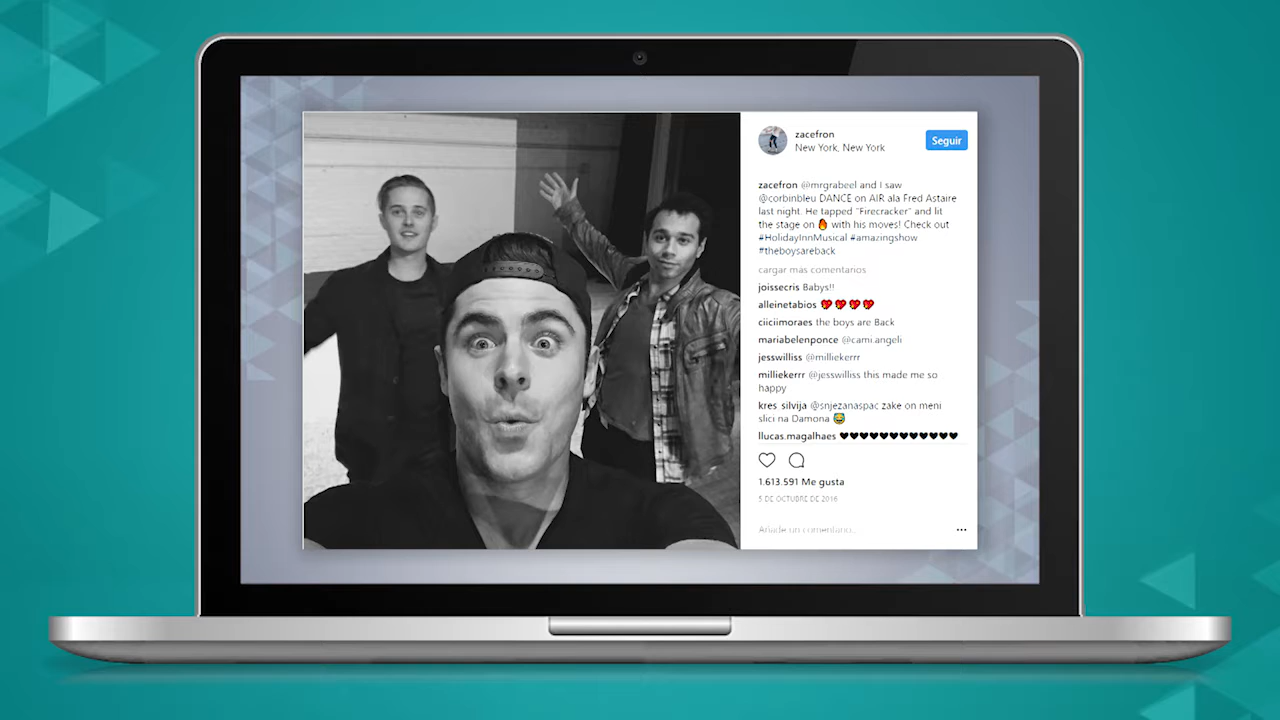 zacefron
New York, New York
Seguir
zacefron @mrgrabeel and I saw
@corbinbleu DANCE on AIR ala Fred Astaire
last night. He tapped "Firecracker" and lit
the stage on 🔥 with his moves! Check out
#HolidayInnMusical #amazingshow
#theboysareback
cargar más comentarios
joissecris Babys!!
alleinetabios 💖💖💖💖
ciiciimoraes the boys are Back
mariabelenponce @cami.angeli
jesswilliss @milliekerrr
milliekerrr @jesswilliss this made me so
happy
kres_silvija @snjezanaspac zake on meni
slici na Damona 😂
llucas.magalhaes ♥♥♥♥♥♥♥♥♥♥♥♥
1.613.591 Me gusta
5 DE OCTUBRE DE 2016
Añade un comentario...